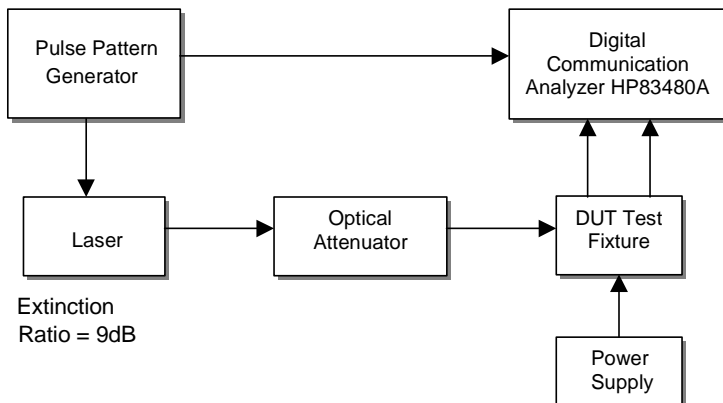 Pulse Pattern
Generator
Digital
Communication
Analyzer HP83480A
Laser
Optical
Attenuator
DUT Test
Fixture
Extinction
Ratio = 9dB
Power
Supply